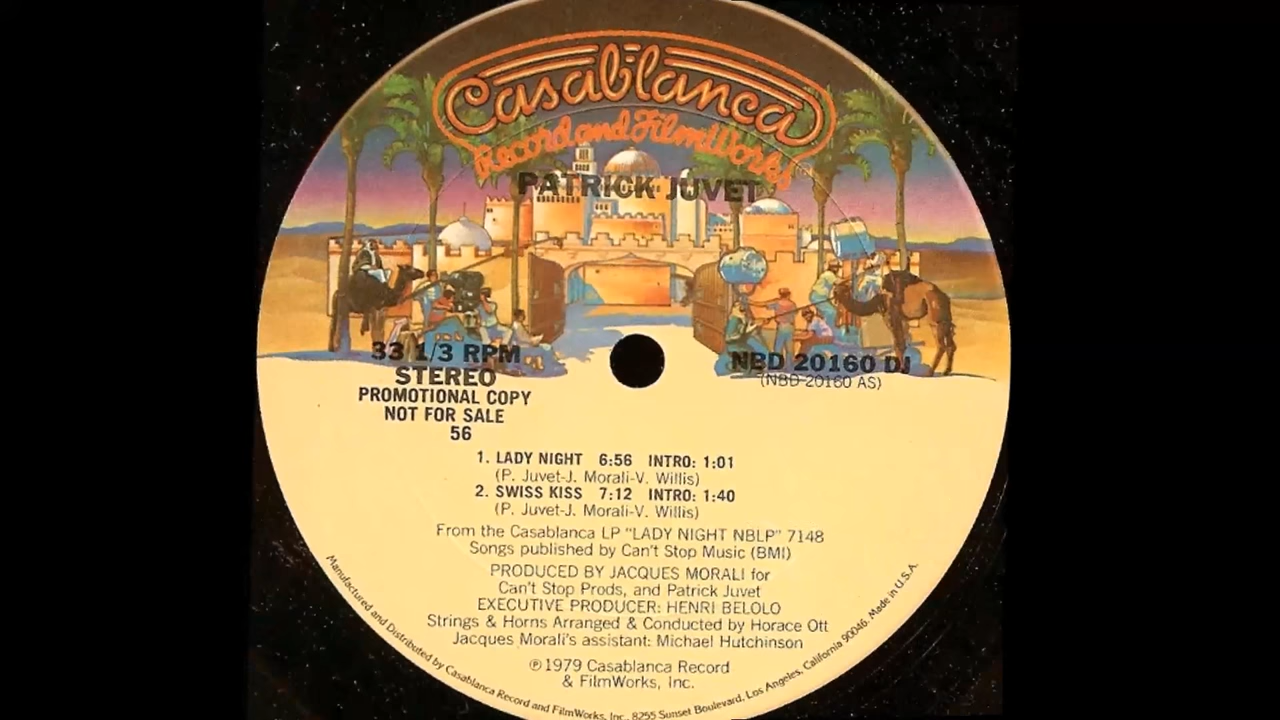 Casablanca
Record and FilmWorks
PATRICK JUVET
33 1/3 RPM
STEREO
PROMOTIONAL COPY
NOT FOR SALE
56
NBD 20160 DJ
(NBD 20160 AS)
1. LADY NIGHT 6:56 INTRO: 1:01
(P. Juvet-J. Morali-V. Willis)
2. SWISS KISS 7:12 INTRO: 1:40
(P. Juvet-J. Morali-V. Willis)
From the Casablanca LP "LADY NIGHT NBLP" 7148
Songs published by Can't Stop Music (BMI)
PRODUCED BY JACQUES MORALI for
Can't Stop Prods, and Patrick Juvet
EXECUTIVE PRODUCER: HENRI BELOLO
Strings & Horns Arranged & Conducted by Horace Ott
Jacques Morali's assistant: Michael Hutchinson
℗ 1979 Casablanca Record
& FilmWorks, Inc.
Manufactured and Distributed by Casablanca Record and FilmWorks, Inc., 8255 Sunset Boulevard, Los Angeles, California 90046. Made in U.S.A.